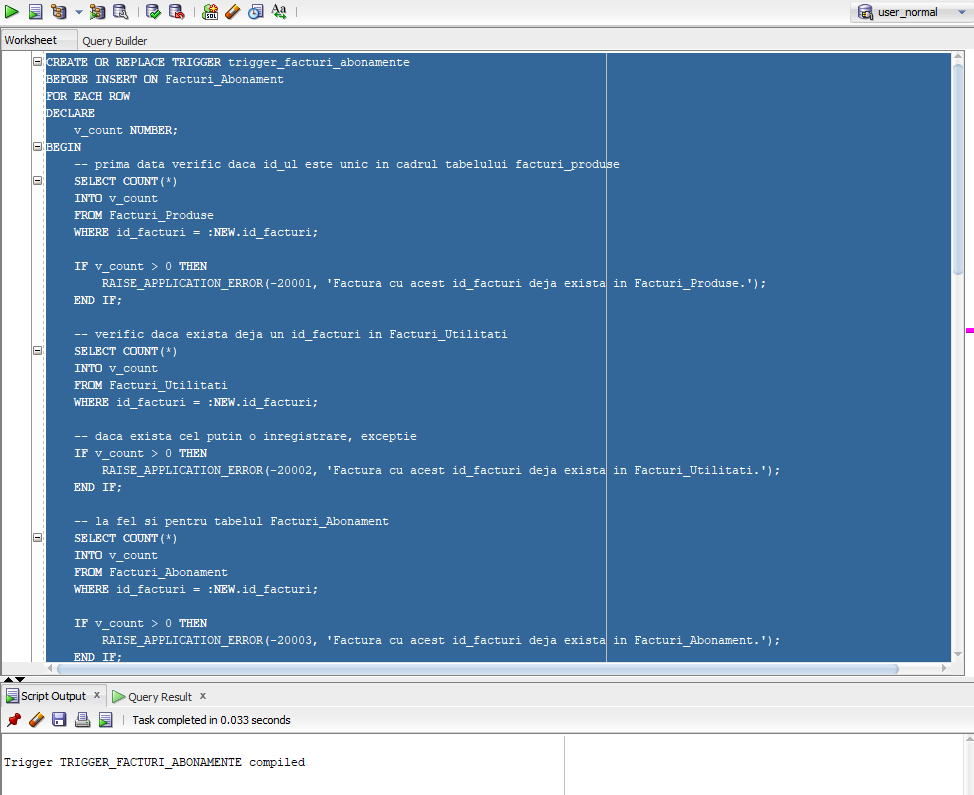 SQL
user_normal
Worksheet
Query Builder
CREATE OR REPLACE TRIGGER trigger_facturi_abonamente
BEFORE INSERT ON Facturi_Abonament
FOR EACH ROW
DECLARE
    v_count NUMBER;
BEGIN
    -- prima data verific daca id_ul este unic in cadrul tabelului facturi_produse
    SELECT COUNT(*)
    INTO v_count
    FROM Facturi_Produse
    WHERE id_facturi = :NEW.id_facturi;
    IF v_count > 0 THEN
        RAISE_APPLICATION_ERROR(-20001, 'Factura cu acest id_facturi deja exista in Facturi_Produse.');
    END IF;
    -- verific daca exista deja un id_facturi in Facturi_Utilitati
    SELECT COUNT(*)
    INTO v_count
    FROM Facturi_Utilitati
    WHERE id_facturi = :NEW.id_facturi;
    -- daca exista cel putin o inregistrare, exceptie
    IF v_count > 0 THEN
        RAISE_APPLICATION_ERROR(-20002, 'Factura cu acest id_facturi deja exista in Facturi_Utilitati.');
    END IF;
    -- la fel si pentru tabelul Facturi_Abonament
    SELECT COUNT(*)
    INTO v_count
    FROM Facturi_Abonament
    WHERE id_facturi = :NEW.id_facturi;
    IF v_count > 0 THEN
        RAISE_APPLICATION_ERROR(-20003, 'Factura cu acest id_facturi deja exista in Facturi_Abonament.');
    END IF;
Script Output x
Query Result x
Task completed in 0.033 seconds
Trigger TRIGGER_FACTURI_ABONAMENTE compiled